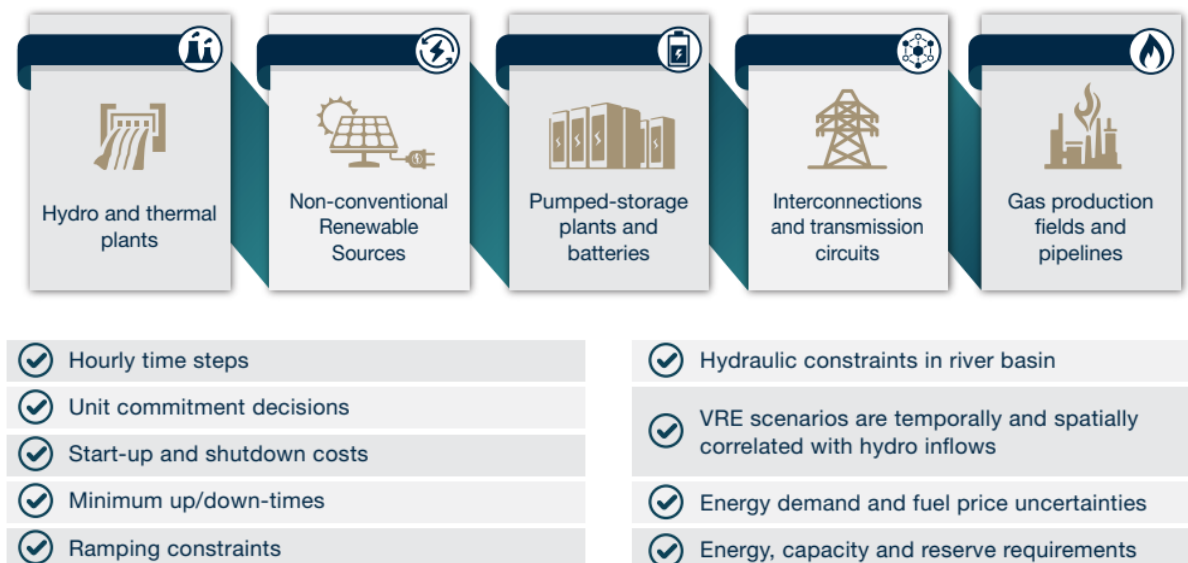 Hydro and thermal
plants
Non-conventional
Renewable
Sources
Pumped-storage
plants and
batteries
Interconnections
and transmission
circuits
Gas production
fields and
pipelines
Hourly time steps
Unit commitment decisions
Start-up and shutdown costs
Minimum up/down-times
Ramping constraints
Hydraulic constraints in river basin
VRE scenarios are temporally and spatially
correlated with hydro inflows
Energy demand and fuel price uncertainties
Energy, capacity and reserve requirements